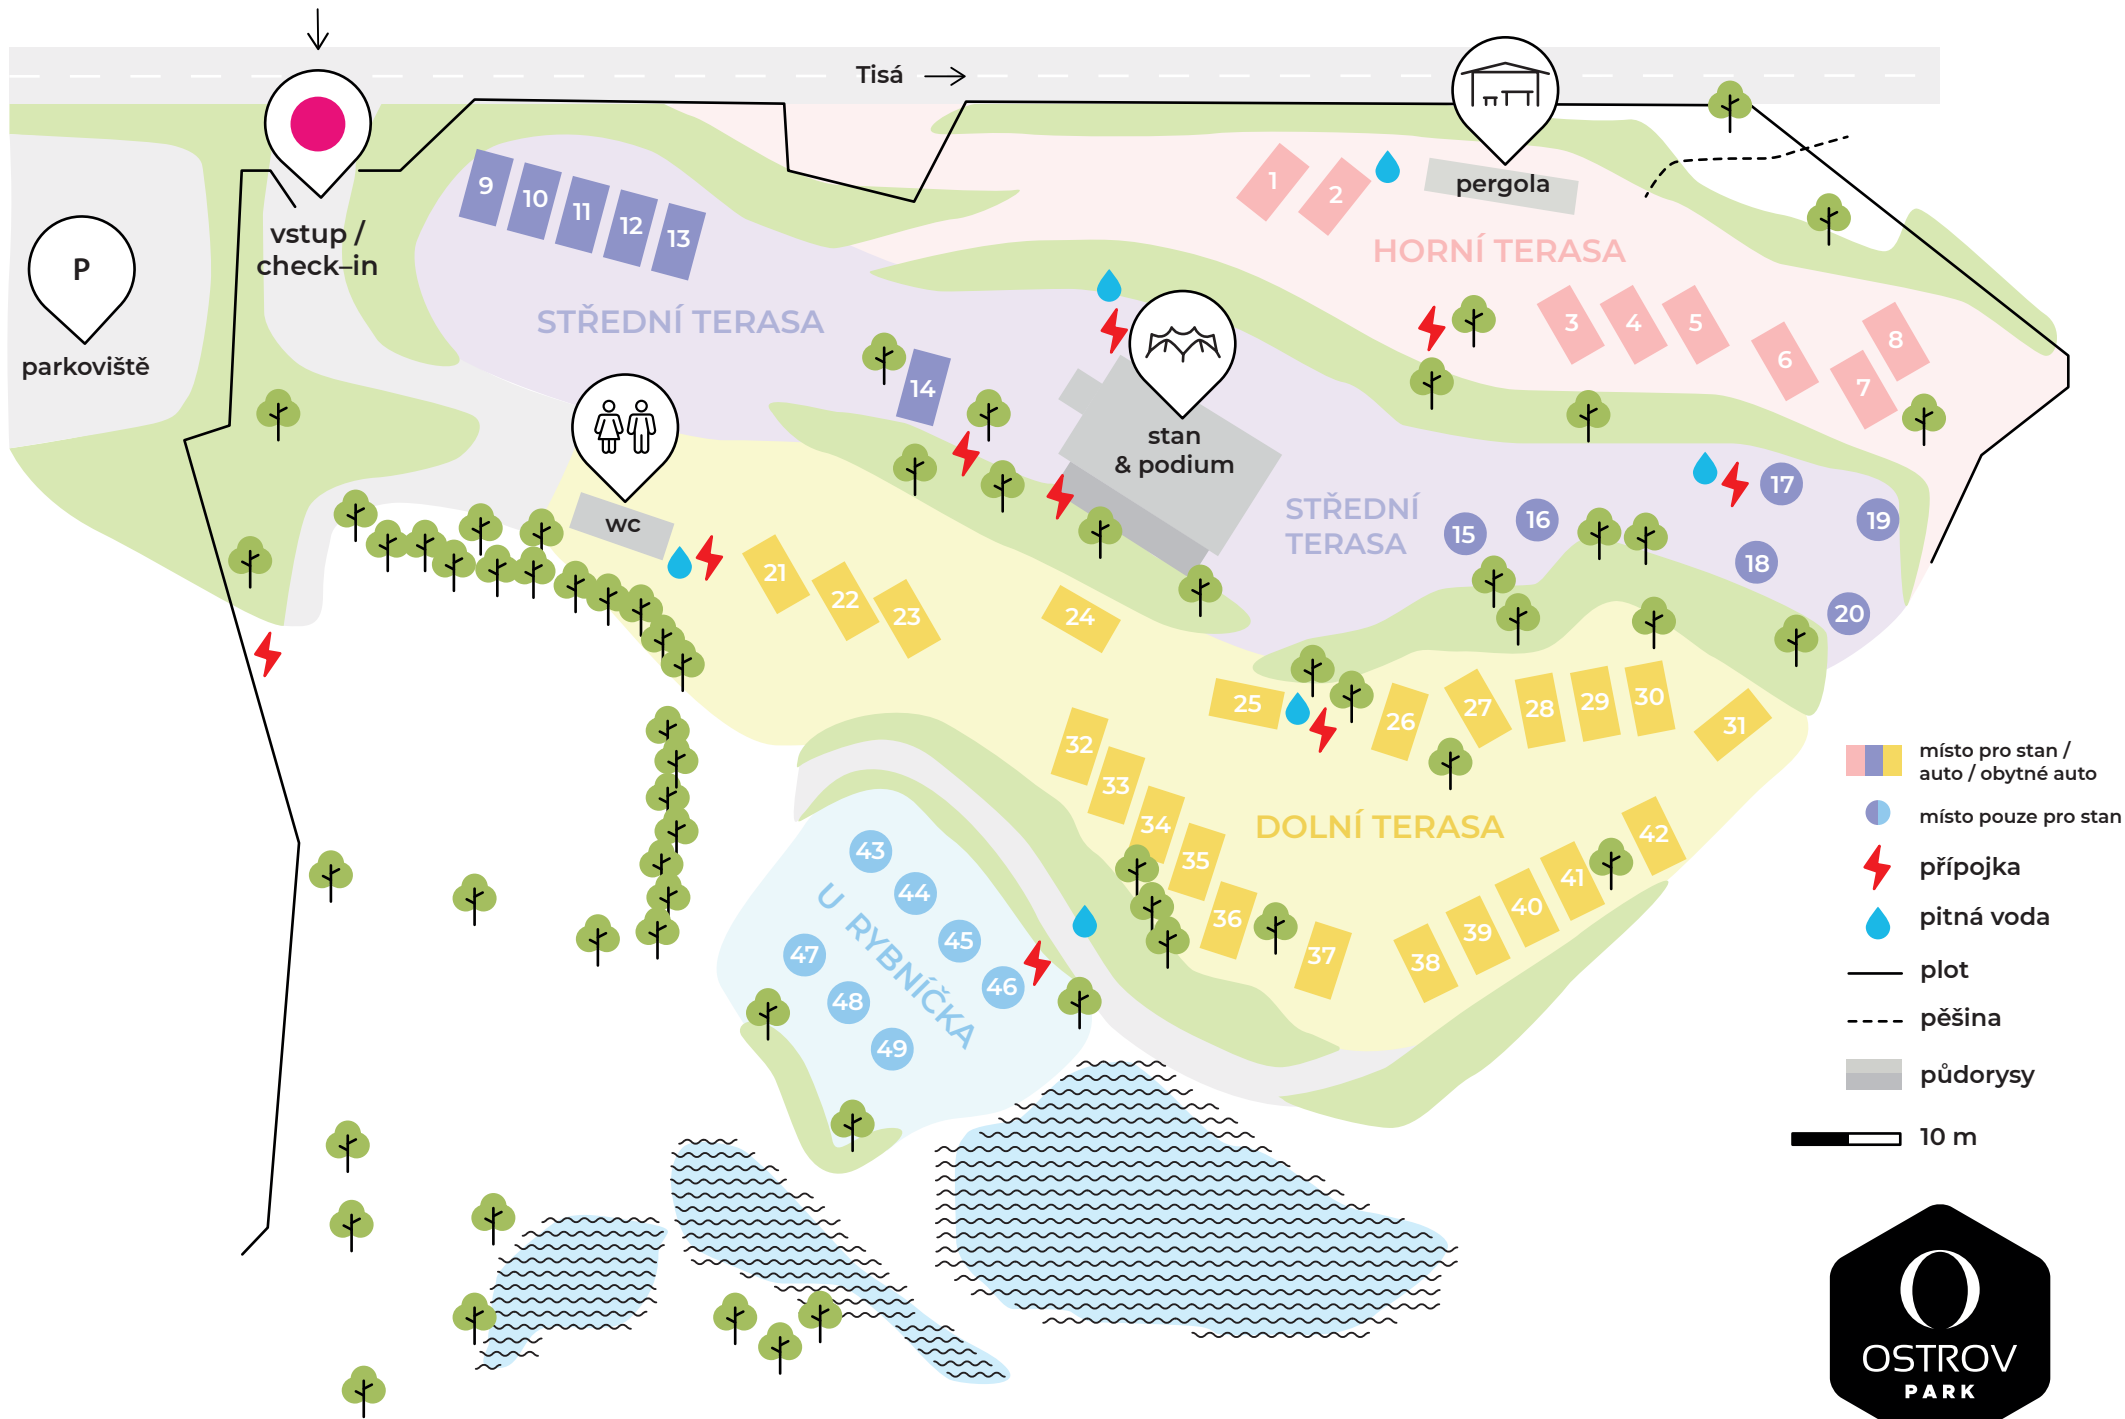 Tisá
vstup /
check–in
P
parkoviště
9
10
11
12
13
STŘEDNÍ TERASA
14
1
2
pergola
HORNÍ TERASA
3
4
5
6
7
8
stan
& podium
STŘEDNÍ
TERASA
15
16
17
18
19
20
wc
21
22
23
24
25
26
27
28
29
30
31
32
33
34
35
36
37
38
39
40
41
42
DOLNÍ TERASA
43
44
45
46
47
48
49
U RYBNÍČKA
místo pro stan /
auto / obytné auto
místo pouze pro stan
přípojka
pitná voda
plot
pěšina
půdorysy
10 m
OSTROV
PARK